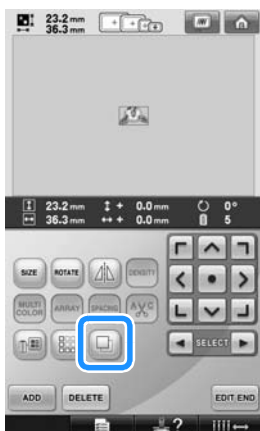 23.2 mm
36.3 mm
23.2 mm + 0.0 mm 0°
36.3 mm + 0.0 mm 5
SIZE ROTATE DENSITY
MULTI COLOR ARRAY SPACING AVC
SELECT
ADD DELETE EDIT END
?